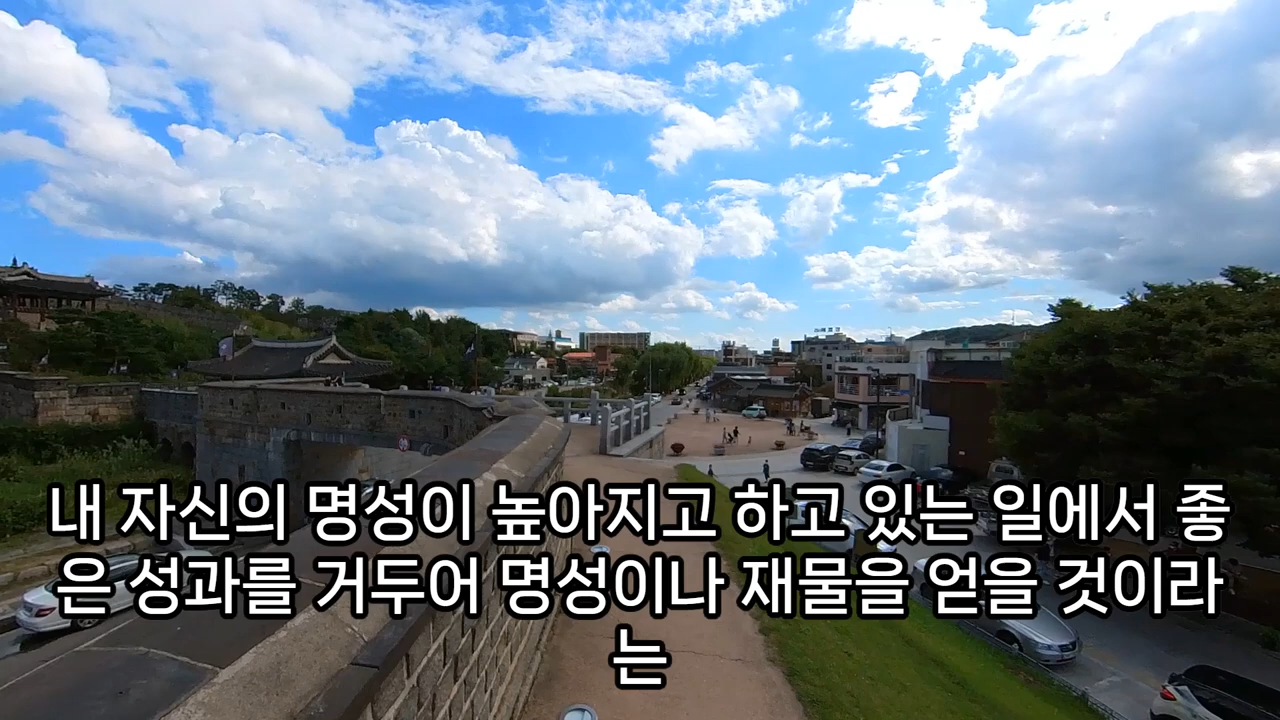 내 자신의 명성이 높아지고 하고 있는 일에서 좋
은 성과를 거두어 명성이나 재물을 얻을 것이라
는